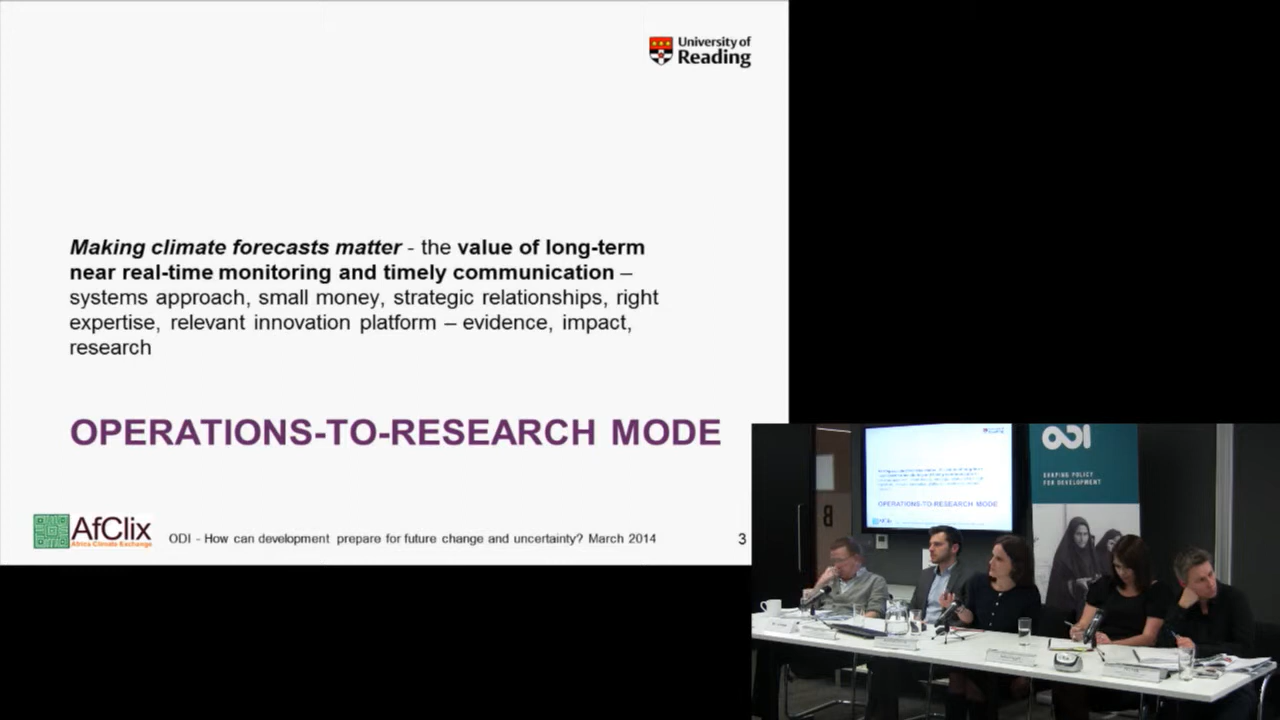 University of
Reading
Making climate forecasts matter - the value of long-term
near real-time monitoring and timely communication –
systems approach, small money, strategic relationships, right
expertise, relevant innovation platform – evidence, impact,
research
OPERATIONS-TO-RESEARCH MODE
AfClix
Africa Climate Exchange
ODI - How can development prepare for future change and uncertainty? March 2014
3
ODI
SHAPING POLICY
FOR DEVELOPMENT
OPERATIONS-TO-RESEARCH MODE